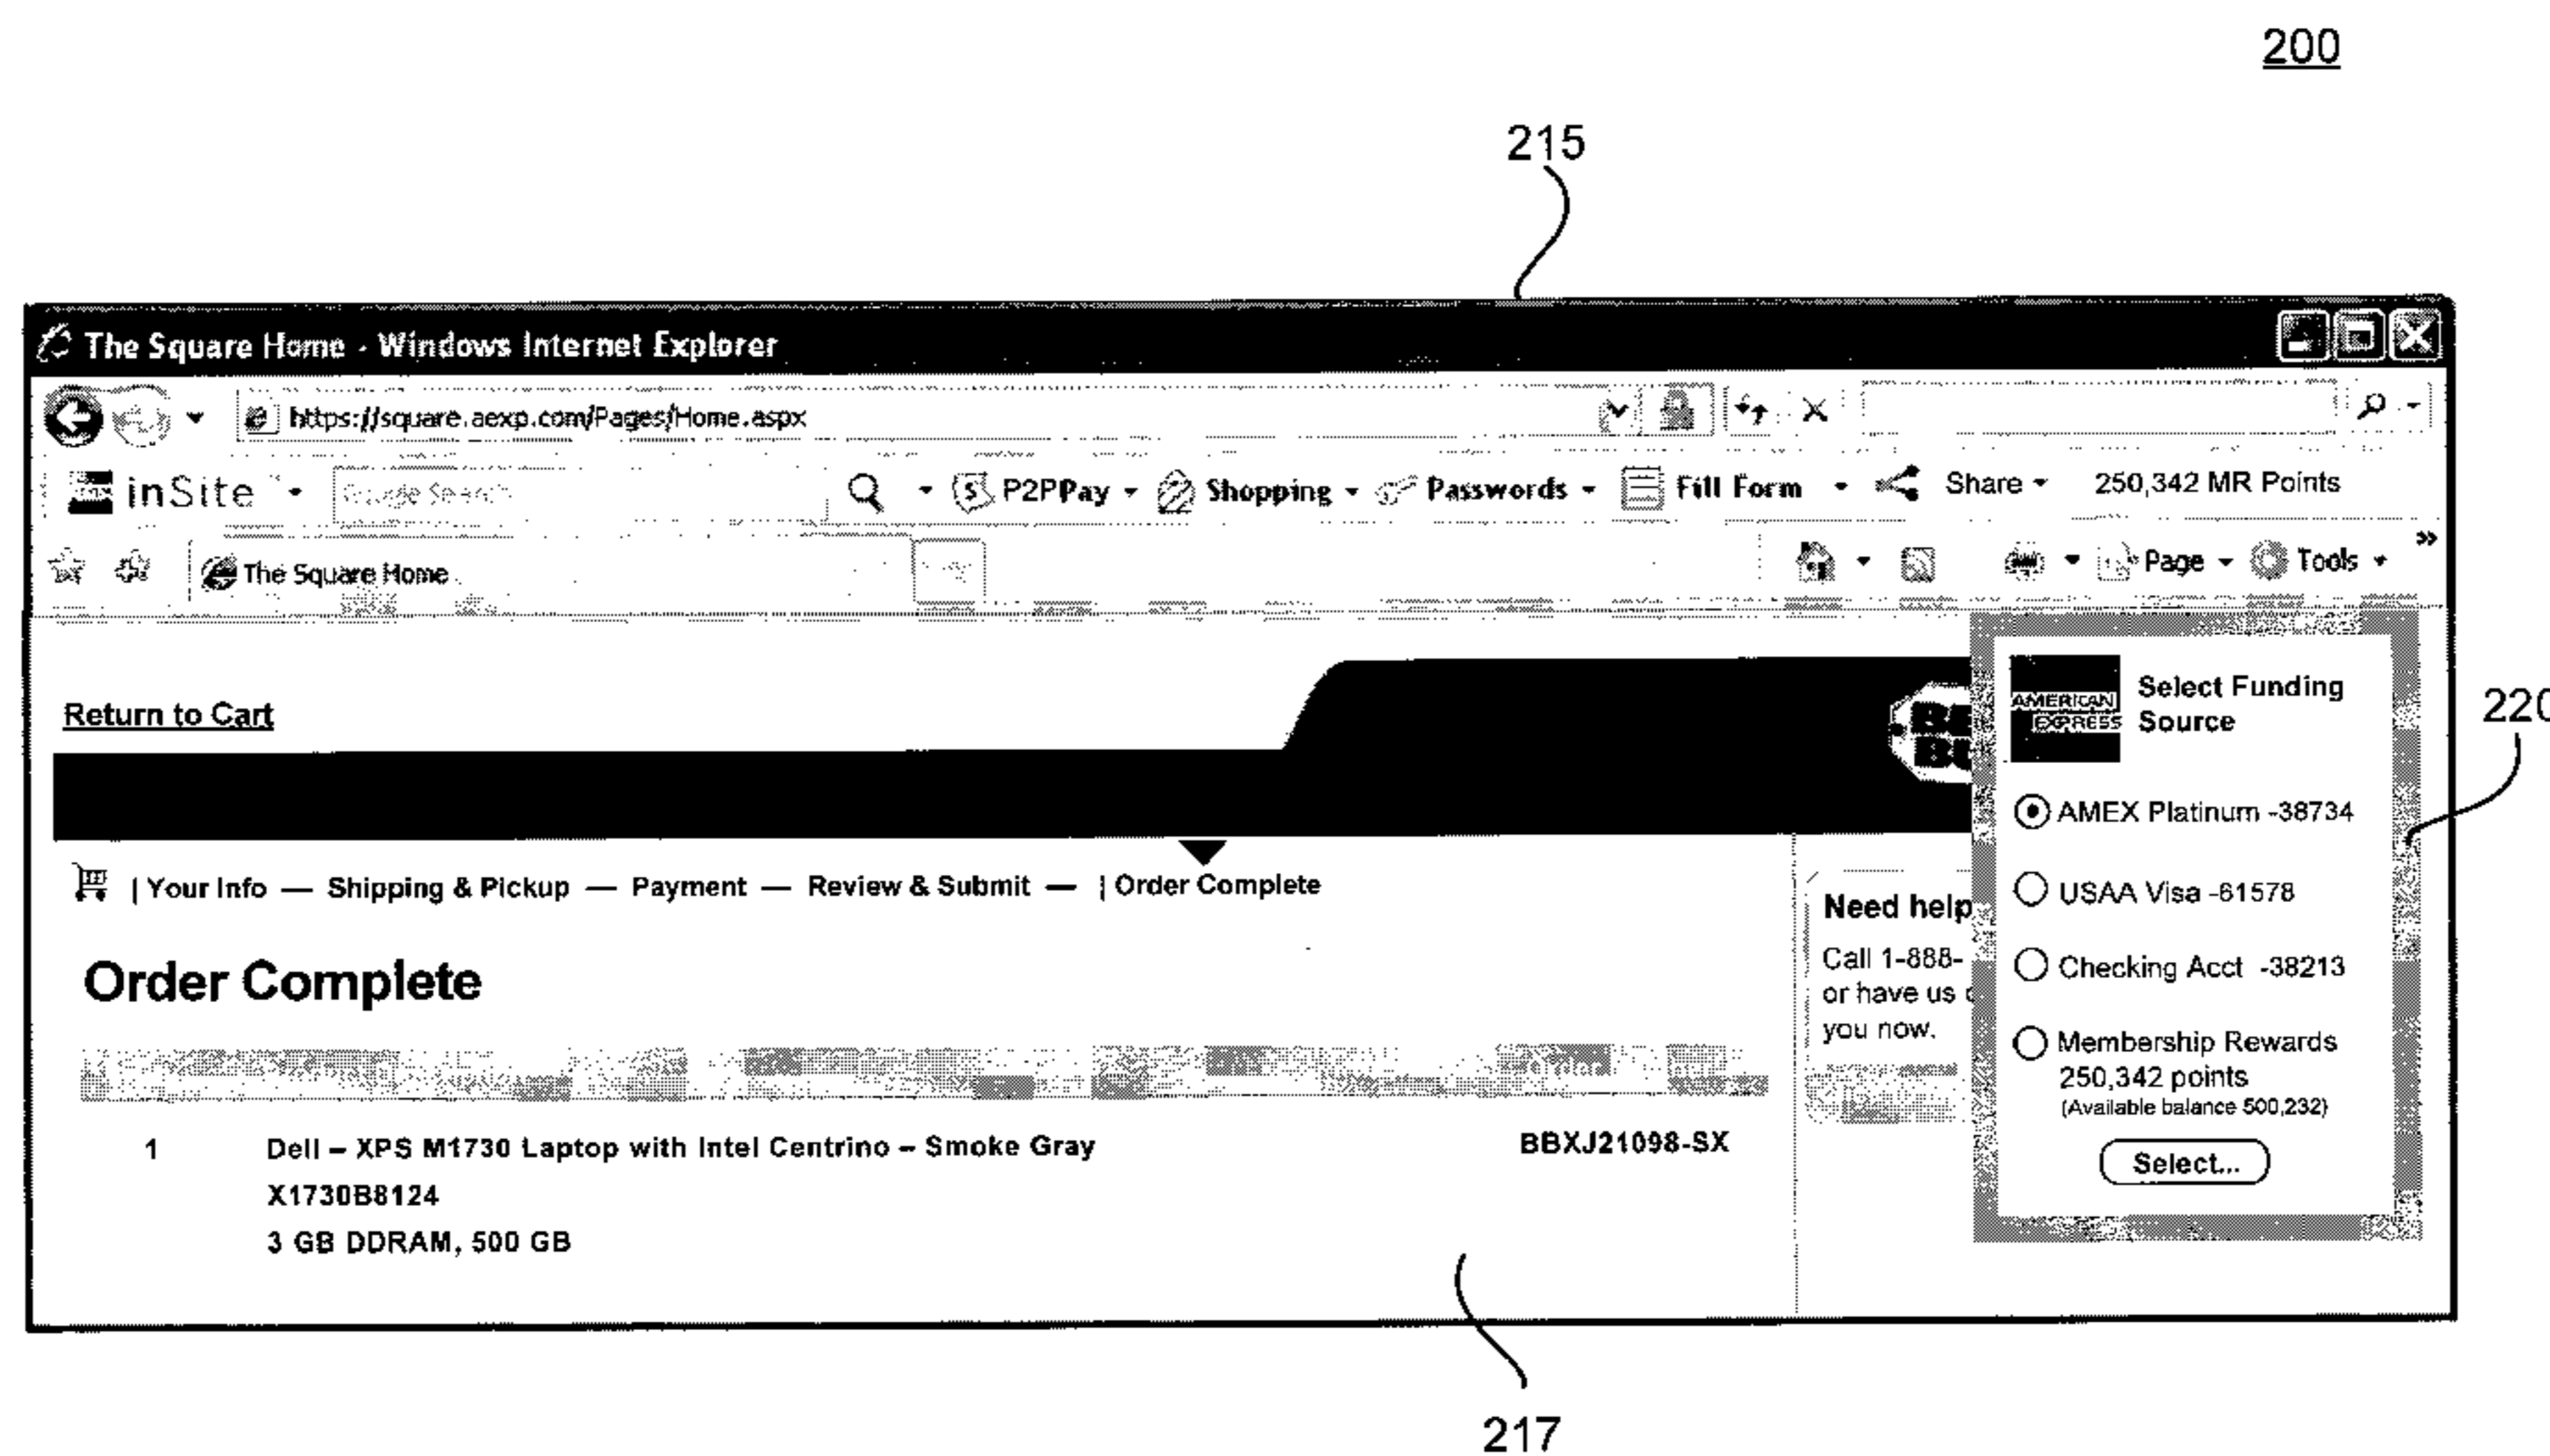 200
215
The Square Home - Windows Internet Explorer
https://square.aexp.com/Pages/Home.aspx
inSite Google Search P2PPay Shopping Passwords Fill Form Share 250,342 MR Points
The Square Home Page Tools »
Return to Cart
AMERICAN EXPRESS
Select Funding
Source
220
AMEX Platinum -38734
USAA Visa -61578
Checking Acct -38213
Membership Rewards
250,342 points
(Available balance 500,232)
Select...
| Your Info — Shipping & Pickup — Payment — Review & Submit — | Order Complete
Need help
Call 1-888-
or have us c
you now.
Order Complete
1 Dell – XPS M1730 Laptop with Intel Centrino – Smoke Gray BBXJ21098-SX
X1730B8124
3 GB DDRAM, 500 GB
217